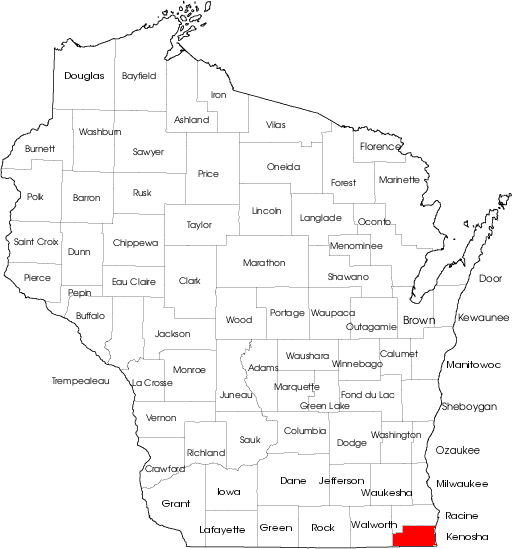 Douglas
Bayfield
Iron
Ashland
Vilas
Washburn
Burnett
Sawyer
Florence
Oneida
Price
Forest
Marinette
Polk
Barron
Rusk
Lincoln
Langlade
Oconto
Taylor
Saint Croix
Dunn
Chippewa
Menominee
Marathon
Shawano
Pierce
Eau Claire
Clark
Door
Pepin
Buffalo
Wood
Portage
Waupaca
Outagamie
Brown
Kewaunee
Jackson
Waushara
Winnebago
Calumet
Manitowoc
Trempealeau
La Crosse
Monroe
Adams
Juneau
Marquette
Green Lake
Fond du Lac
Sheboygan
Vernon
Columbia
Dodge
Washington
Ozaukee
Sauk
Richland
Crawford
Dane
Jefferson
Waukesha
Milwaukee
Iowa
Grant
Racine
Lafayette
Green
Rock
Walworth
Kenosha